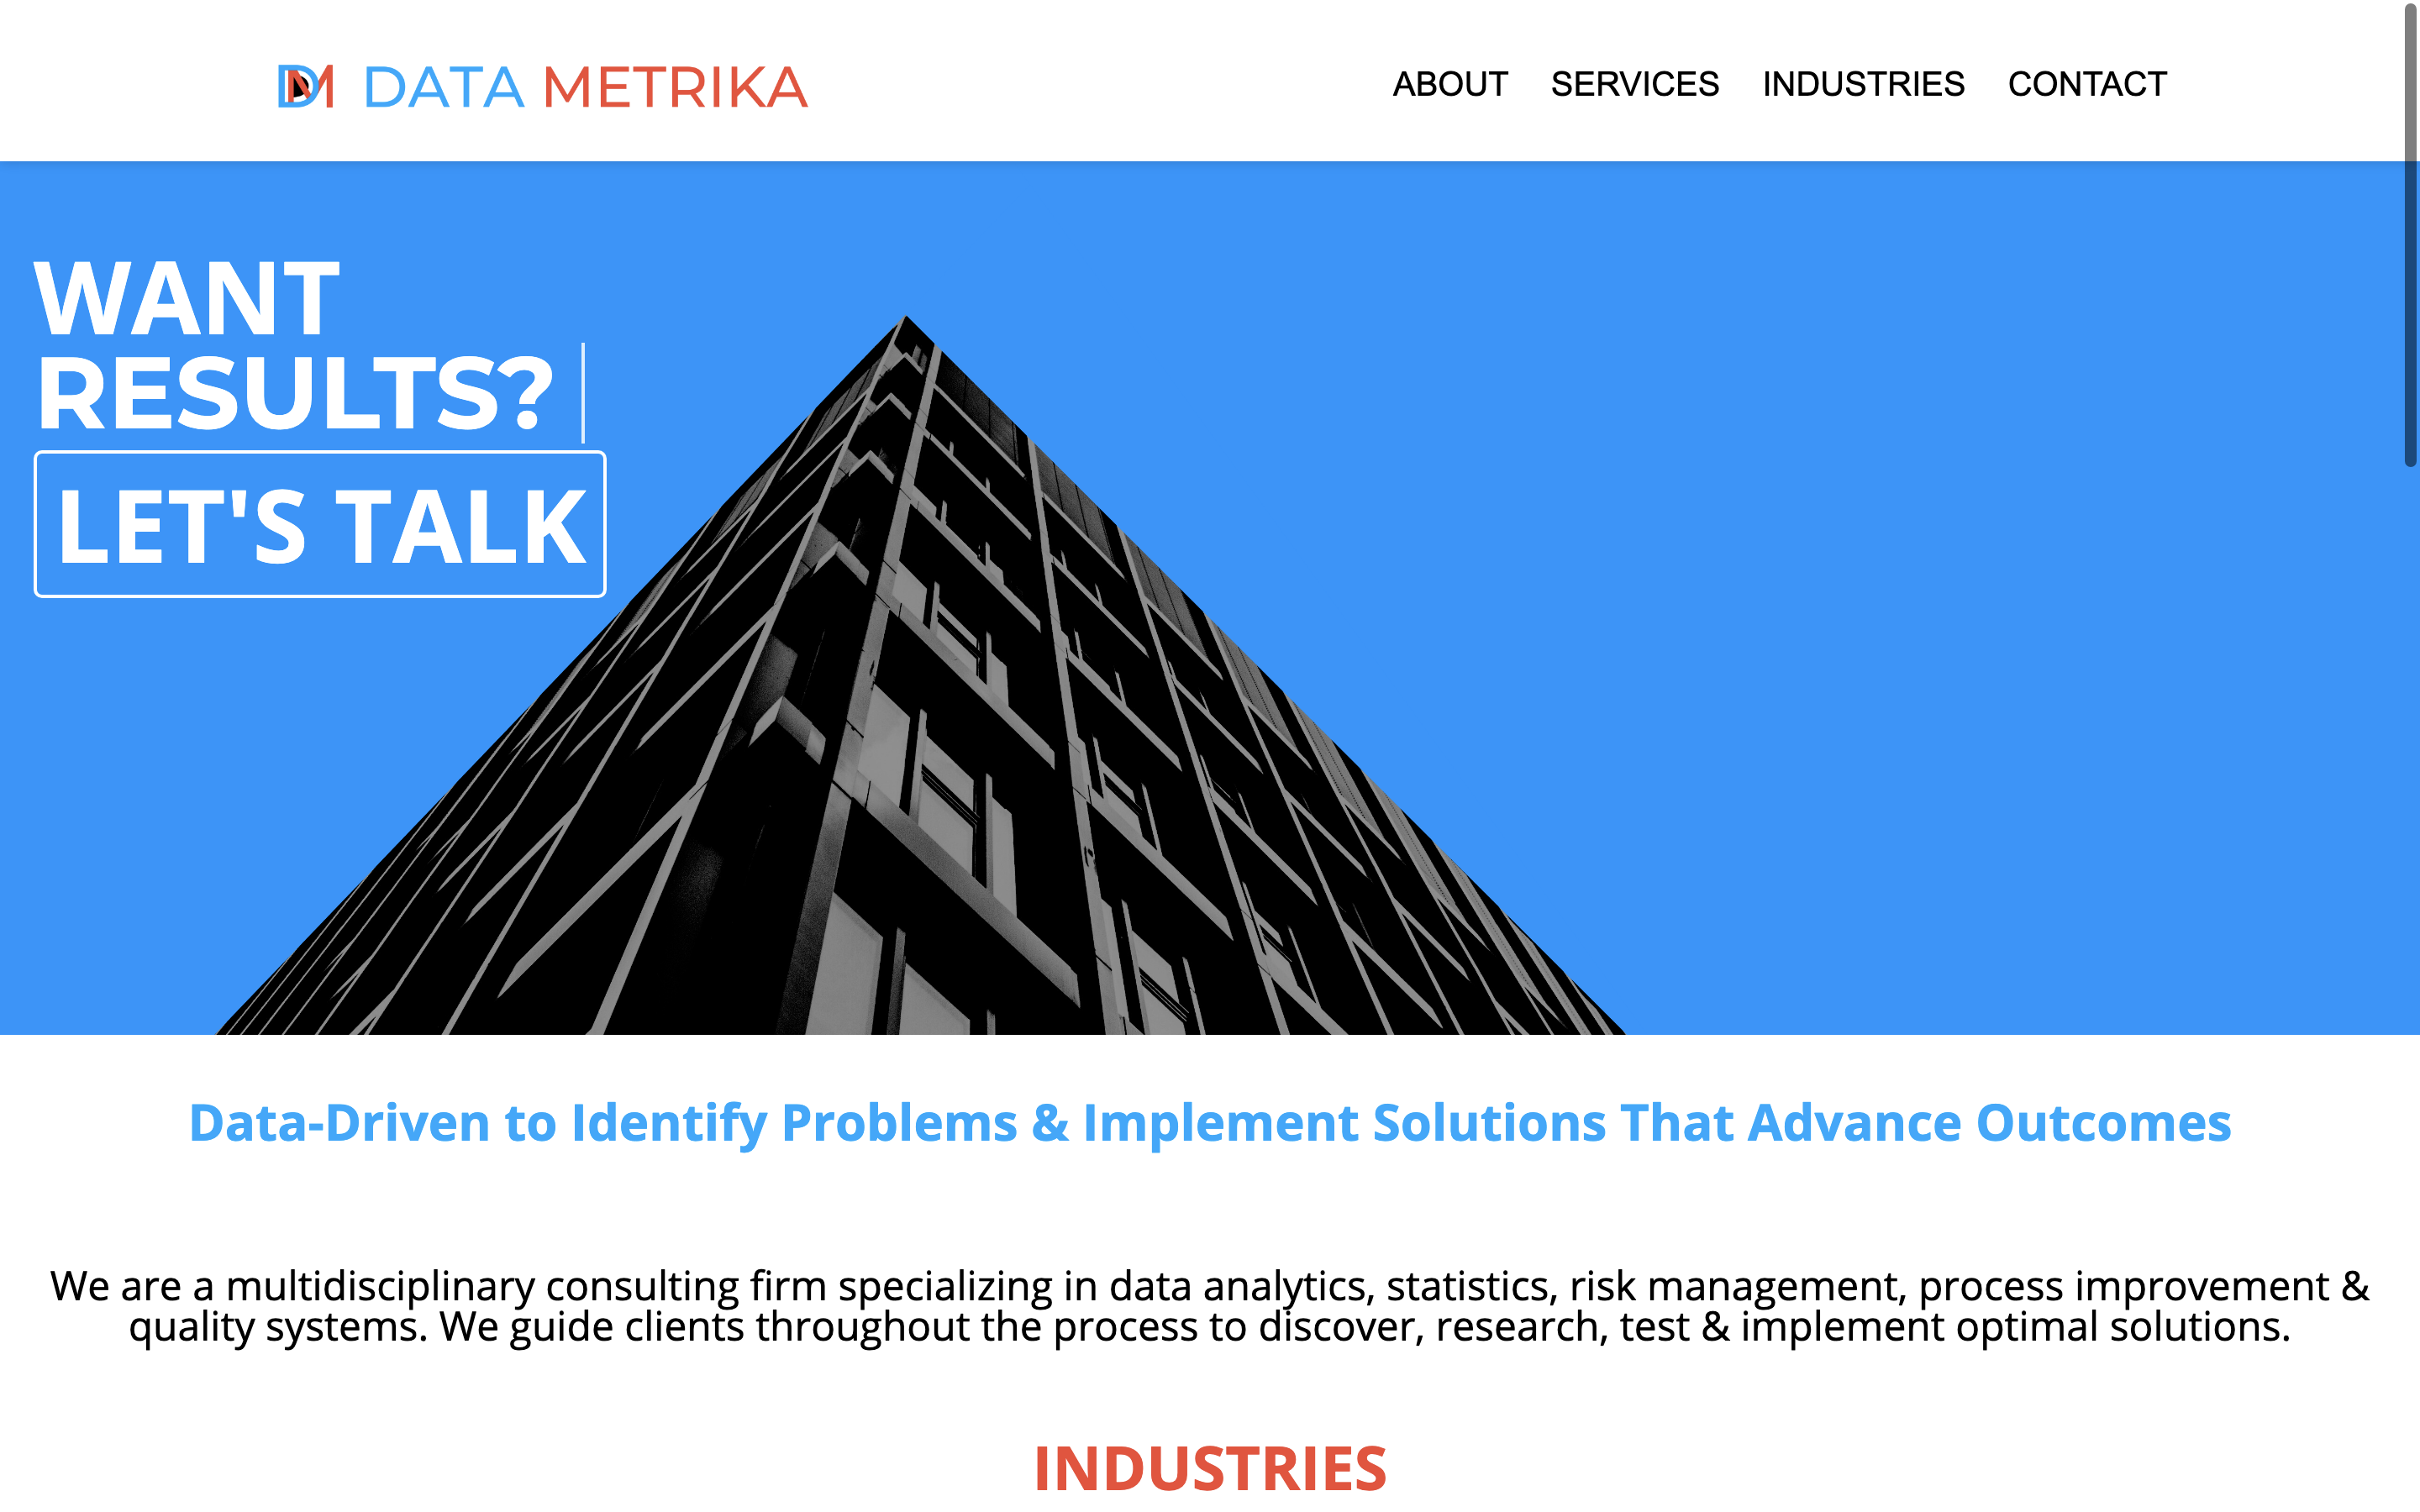 DM DATA METRIKA
ABOUT SERVICES INDUSTRIES CONTACT
WANT
RESULTS?
LET'S TALK
Data-Driven to Identify Problems & Implement Solutions That Advance Outcomes
We are a multidisciplinary consulting firm specializing in data analytics, statistics, risk management, process improvement &
quality systems. We guide clients throughout the process to discover, research, test & implement optimal solutions.
INDUSTRIES